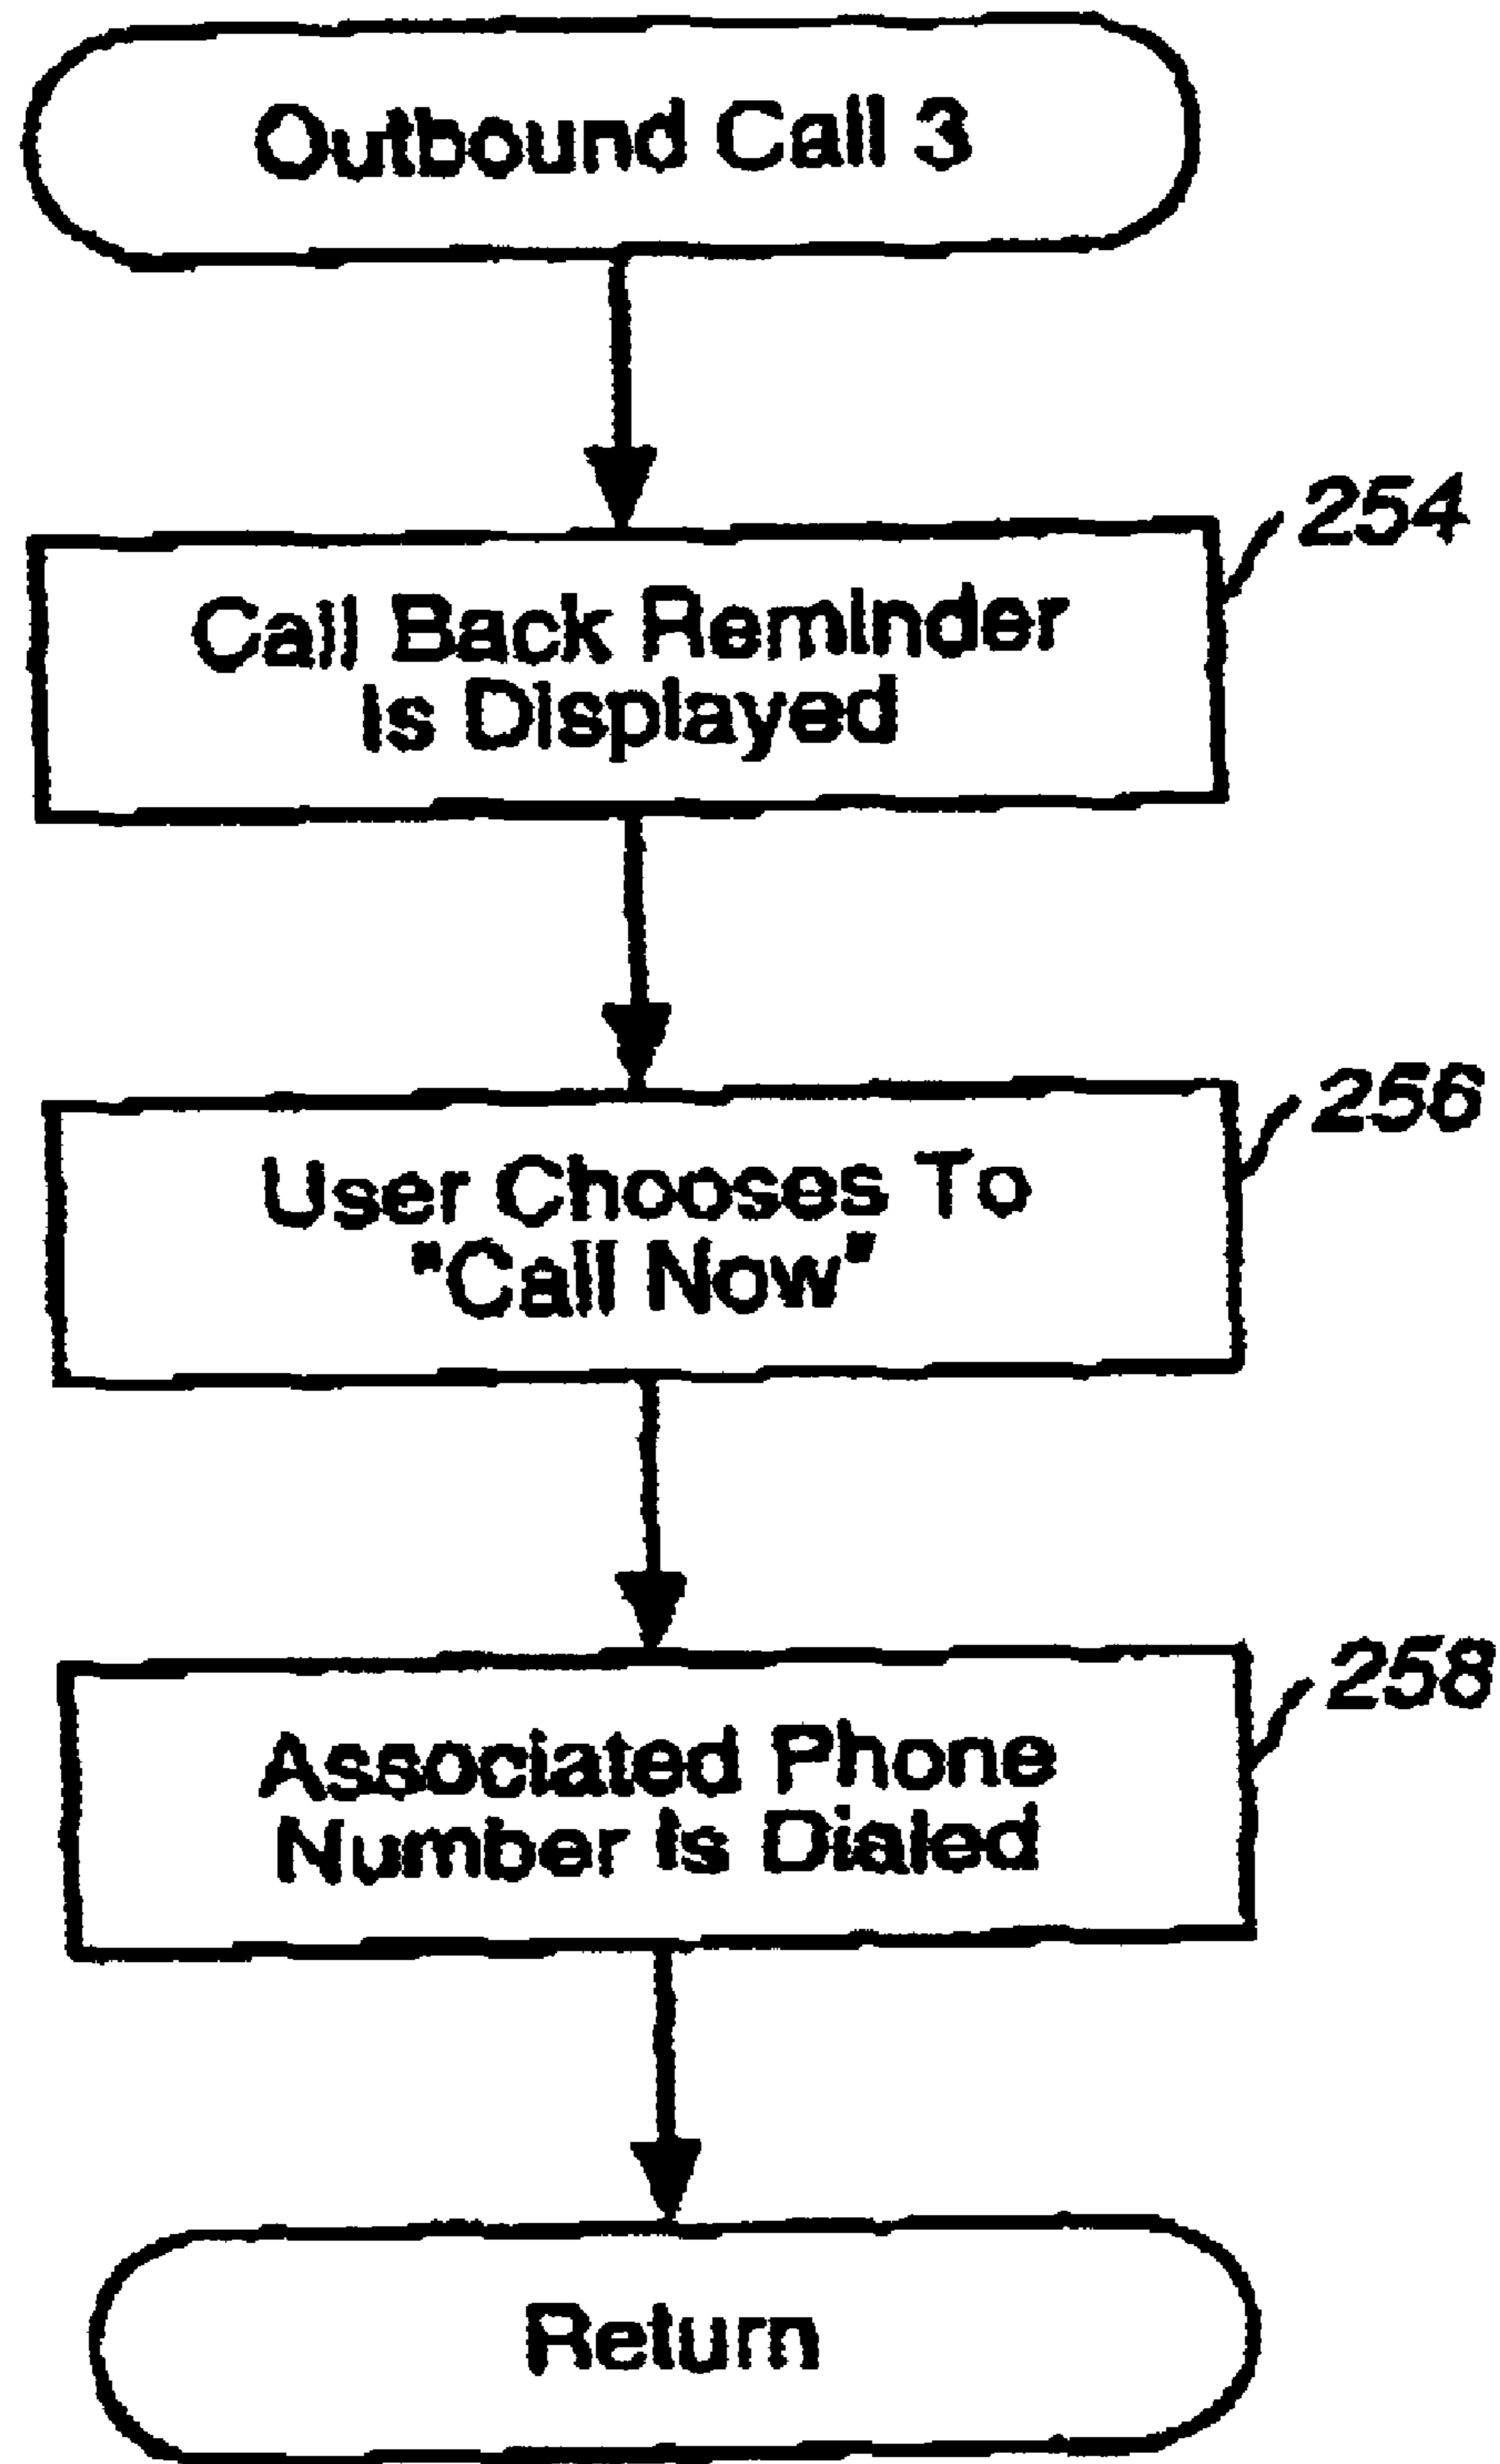 Outbound Call 3
254
Call Back Reminder
Is Displayed
256
User Chooses To
"Call Now"
258
Associated Phone
Number Is Dialed
Return